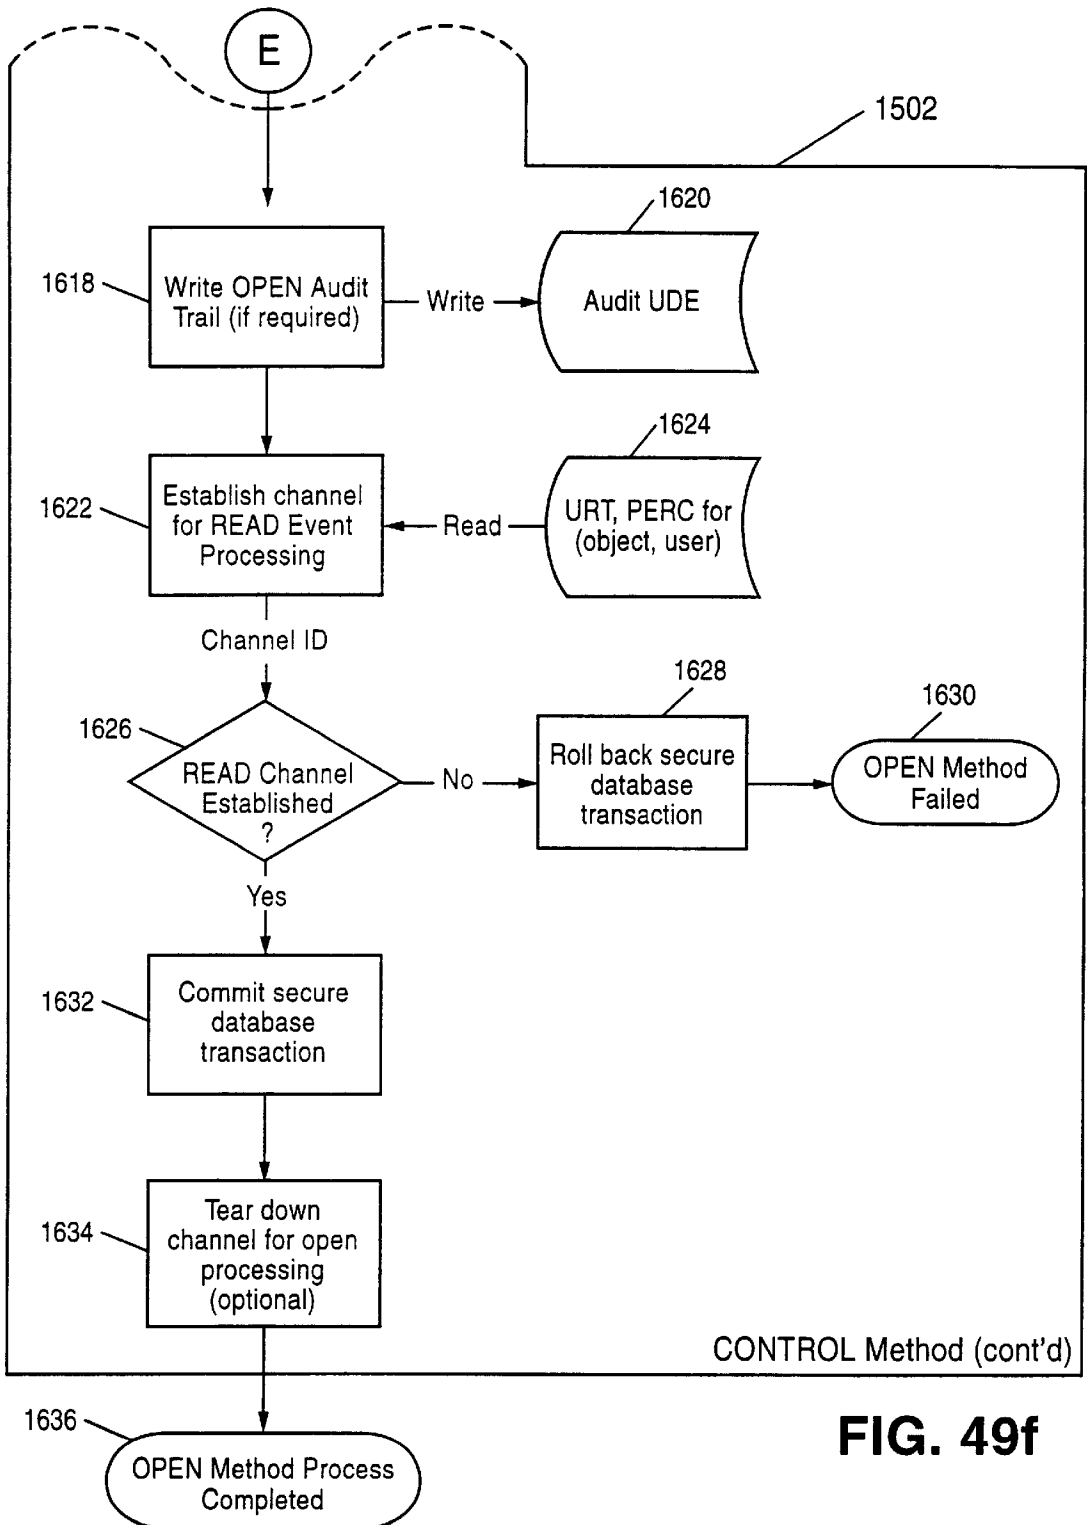 E
1502
1620
1618
Write OPEN Audit
Trail (if required)
Write
Audit UDE
1624
1622
Establish channel
for READ Event
Processing
Read
URT, PERC for
(object, user)
Channel ID
1628
1630
1626
READ Channel
Established
?
No
Roll back secure
database
transaction
OPEN Method
Failed
Yes
1632
Commit secure
database
transaction
1634
Tear down
channel for open
processing
(optional)
CONTROL Method (cont'd)
1636
OPEN Method Process
Completed
FIG. 49f